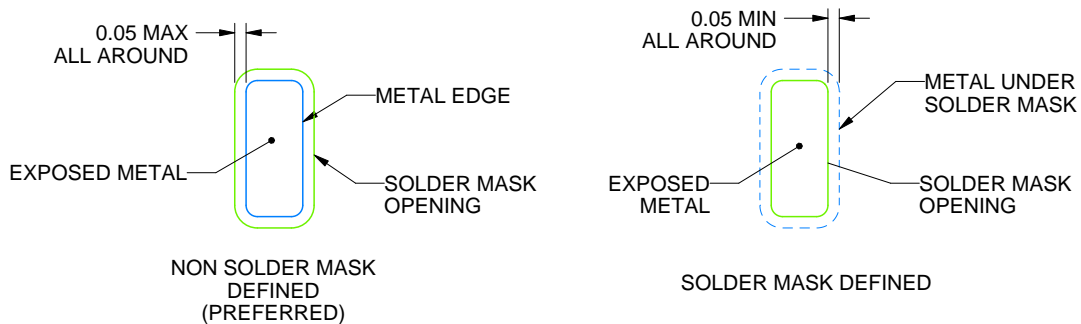 0.05 MAX
ALL AROUND
METAL EDGE
EXPOSED METAL
SOLDER MASK
OPENING
NON SOLDER MASK
DEFINED
(PREFERRED)
0.05 MIN
ALL AROUND
METAL UNDER
SOLDER MASK
EXPOSED
METAL
SOLDER MASK
OPENING
SOLDER MASK DEFINED